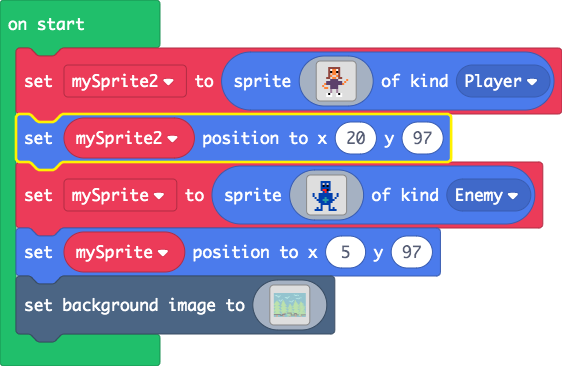 on start
set mySprite2 to sprite of kind Player
set mySprite2 position to x 20 y 97
set mySprite to sprite of kind Enemy
set mySprite position to x 5 y 97
set background image to